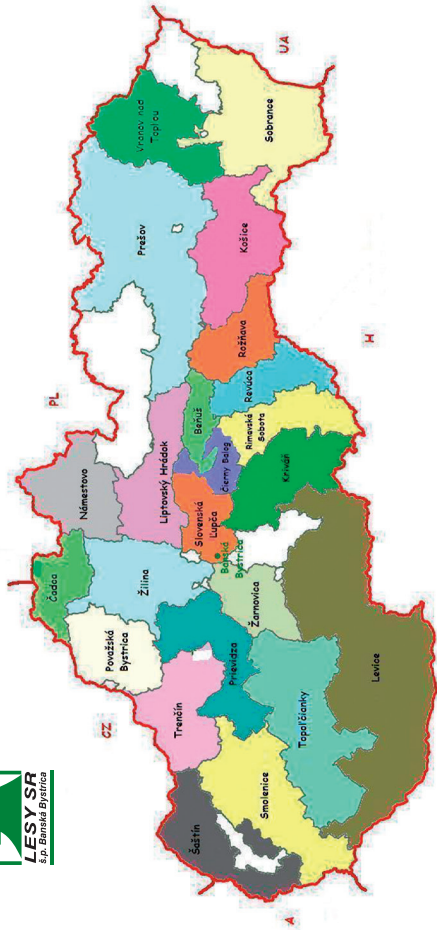 LESY SR
š.p. Banská Bystrica
PL
CZ
UA
H
A
Čadca
Námestovo
Považská
Bystrica
Žilina
Liptovský Hrádok
Prešov
Vranov nad
Topľou
Trenčín
Šaštín
Prievidza
Slovenská
Ľupča
Beňuš
Čierny Balog
Banská
Bystrica
Smolenice
Topoľčianky
Žarnovica
Kriváň
Rimavská
Sobota
Revúca
Rožňava
Košice
Sobrance
Levice